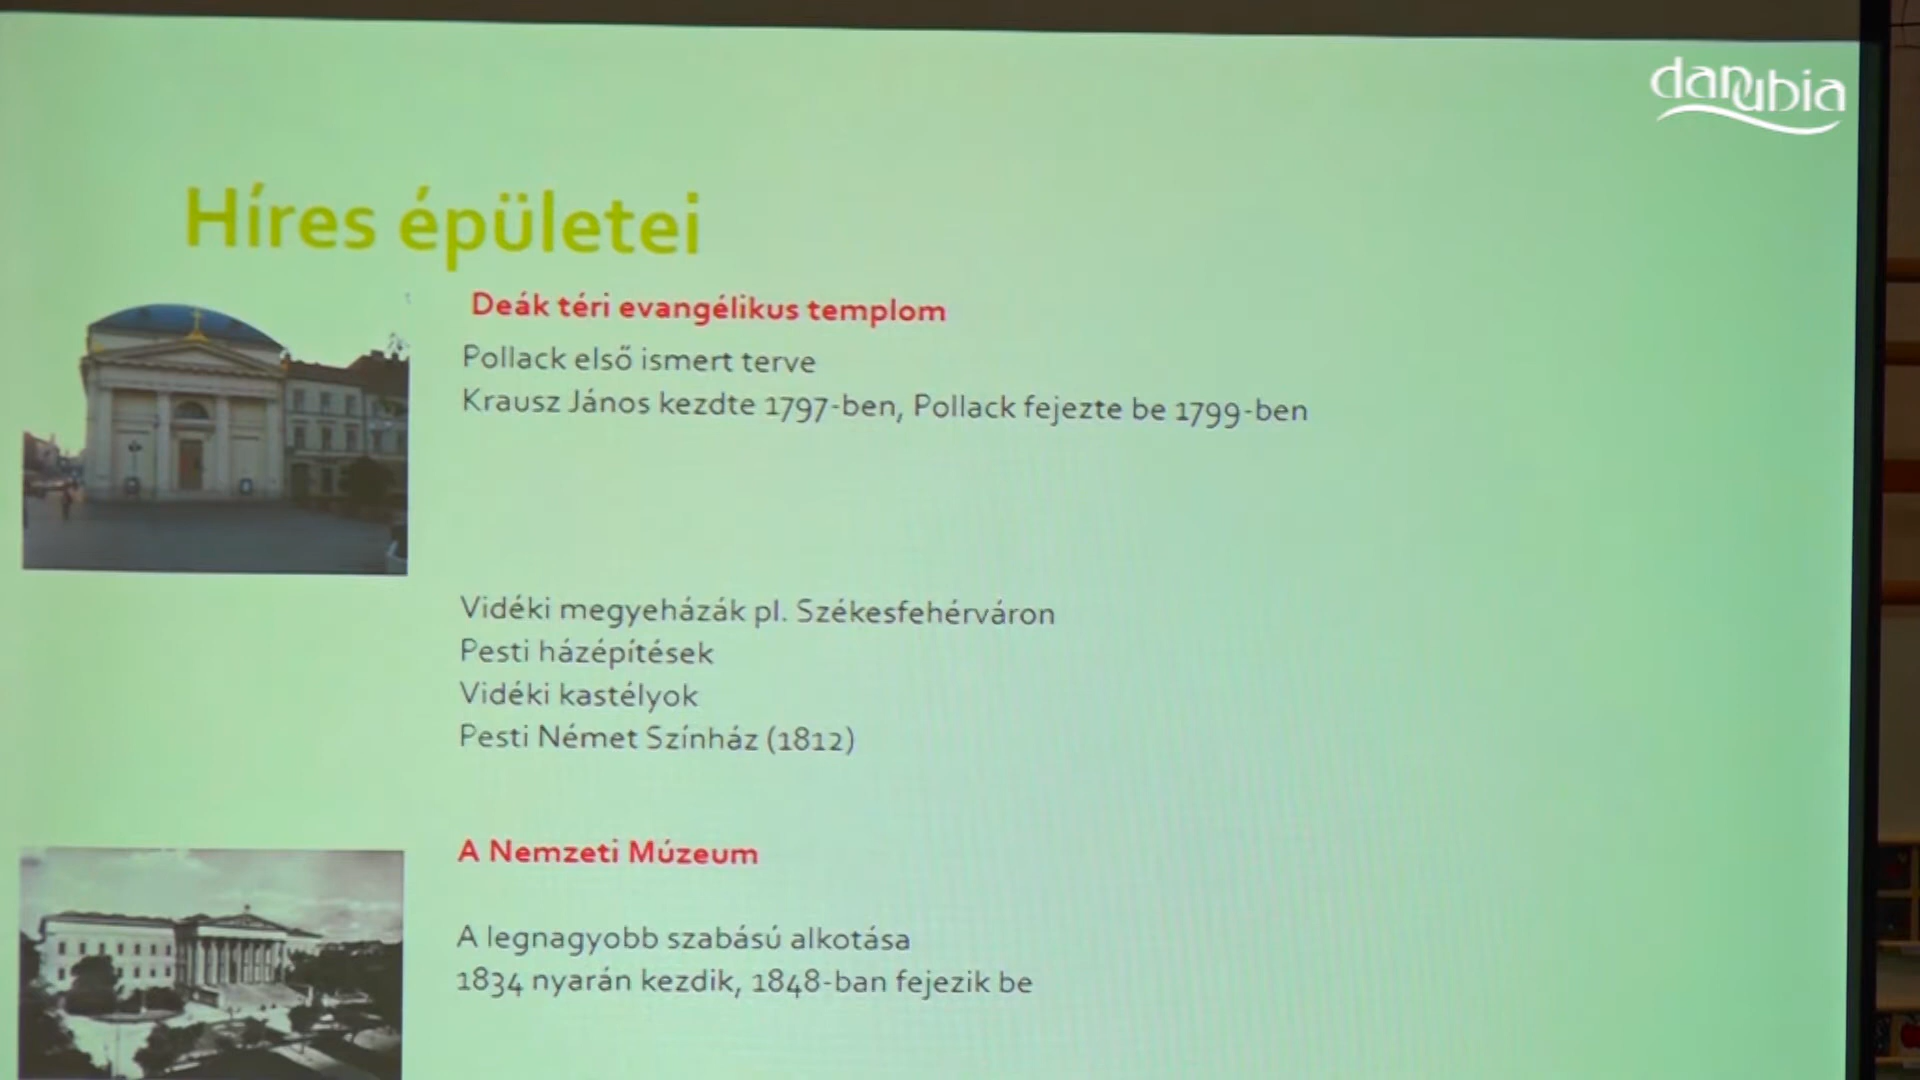 danubia
Híres épületei
Deák téri evangélikus templom
Pollack első ismert terve
Krausz János kezdte 1797-ben, Pollack fejezte be 1799-ben
Vidéki megyeházák pl. Székesfehérváron
Pesti házépítések
Vidéki kastélyok
Pesti Német Színház (1812)
A Nemzeti Múzeum
A legnagyobb szabású alkotása
1834 nyarán kezdik, 1848-ban fejezik be